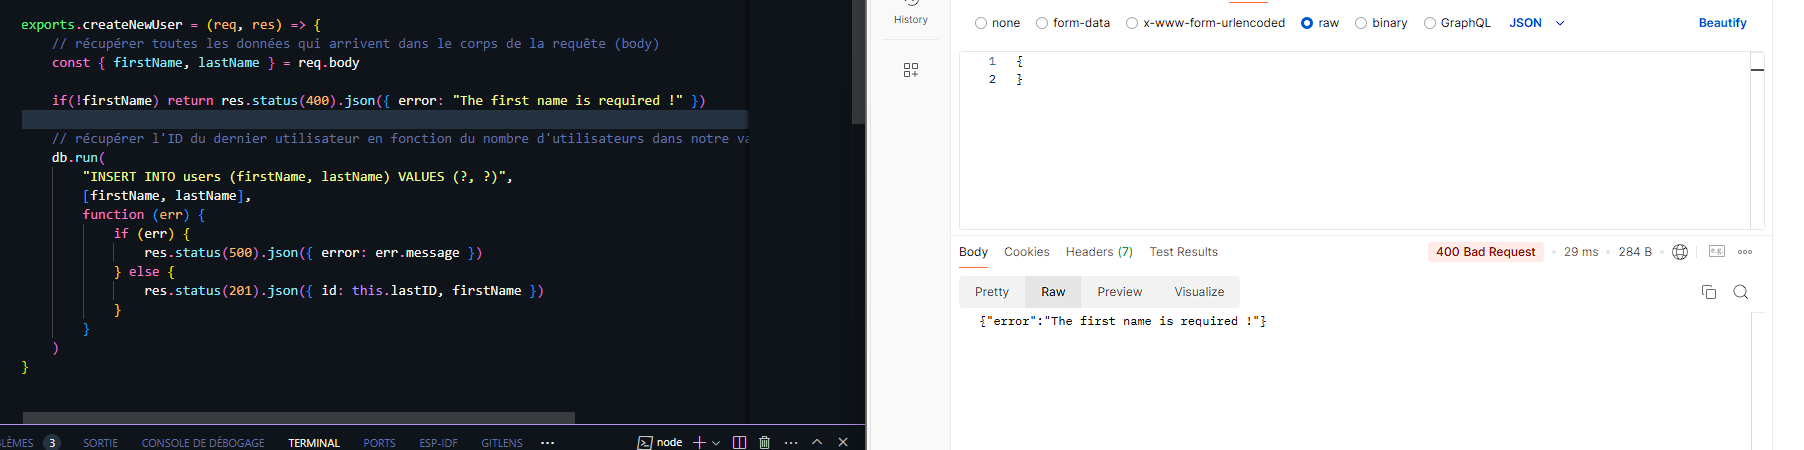 exports.createNewUser = (req, res) => {
// récupérer toutes les données qui arrivent dans le corps de la requête (body)
const { firstName, lastName } = req.body
if(!firstName) return res.status(400).json({ error: "The first name is required !" })
// récupérer l'ID du dernier utilisateur en fonction du nombre d'utilisateurs dans notre va
db.run(
"INSERT INTO users (firstName, lastName) VALUES (?, ?)",
[firstName, lastName],
function (err) {
if (err) {
res.status(500).json({ error: err.message })
} else {
res.status(201).json({ id: this.lastID, firstName })
}
}
)
}
LÈMES 3 SORTIE CONSOLE DE DÉBOGAGE TERMINAL PORTS ESP-IDF GITLENS ··· node
History
none form-data x-www-form-urlencoded raw binary GraphQL JSON Beautify
1 {
2 }
Body Cookies Headers (7) Test Results 400 Bad Request 29 ms 284 B e.g.
Pretty Raw Preview Visualize
{"error":"The first name is required !"}